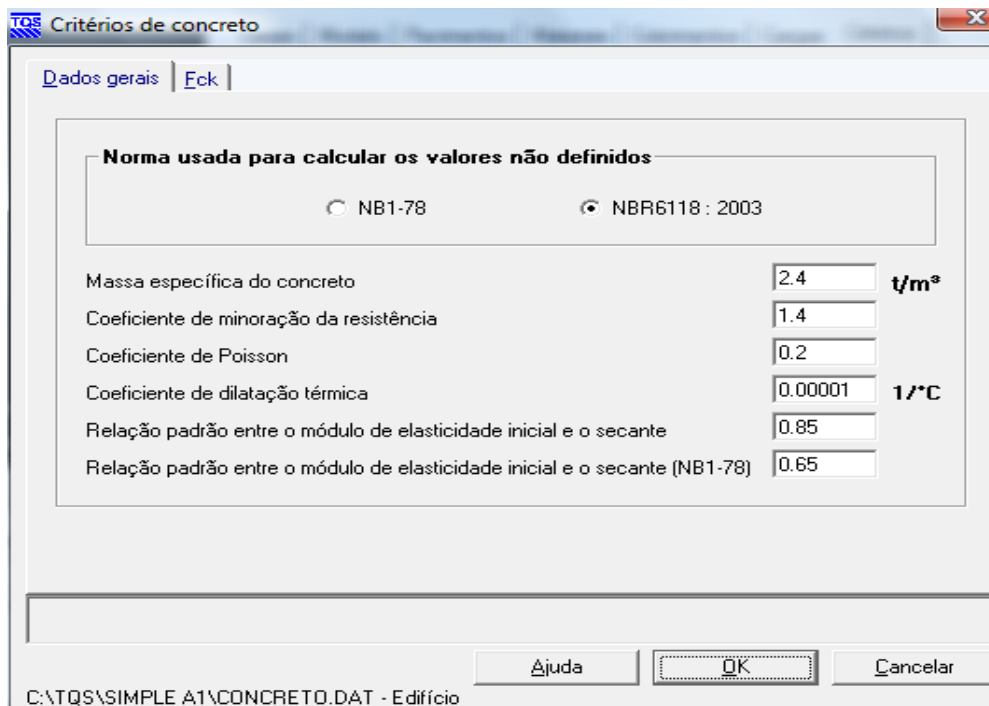 TQS Critérios de concreto
Dados gerais Fck
Norma usada para calcular os valores não definidos
NB1-78 NBR6118 : 2003
Massa específica do concreto 2.4 t/m³
Coeficiente de minoração da resistência 1.4
Coeficiente de Poisson 0.2
Coeficiente de dilatação térmica 0.00001 1/°C
Relação padrão entre o módulo de elasticidade inicial e o secante 0.85
Relação padrão entre o módulo de elasticidade inicial e o secante (NB1-78) 0.65
Ajuda OK Cancelar
C:\TQS\SIMPLE A1\CONCRETO.DAT - Edifício